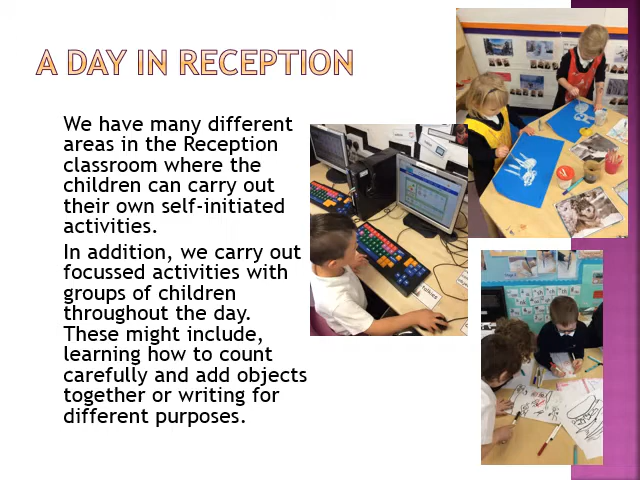 A DAY IN RECEPTION
We have many different
areas in the Reception
classroom where the
children can carry out
their own self-initiated
activities.
In addition, we carry out
focussed activities with
groups of children
throughout the day.
These might include,
learning how to count
carefully and add objects
together or writing for
different purposes.